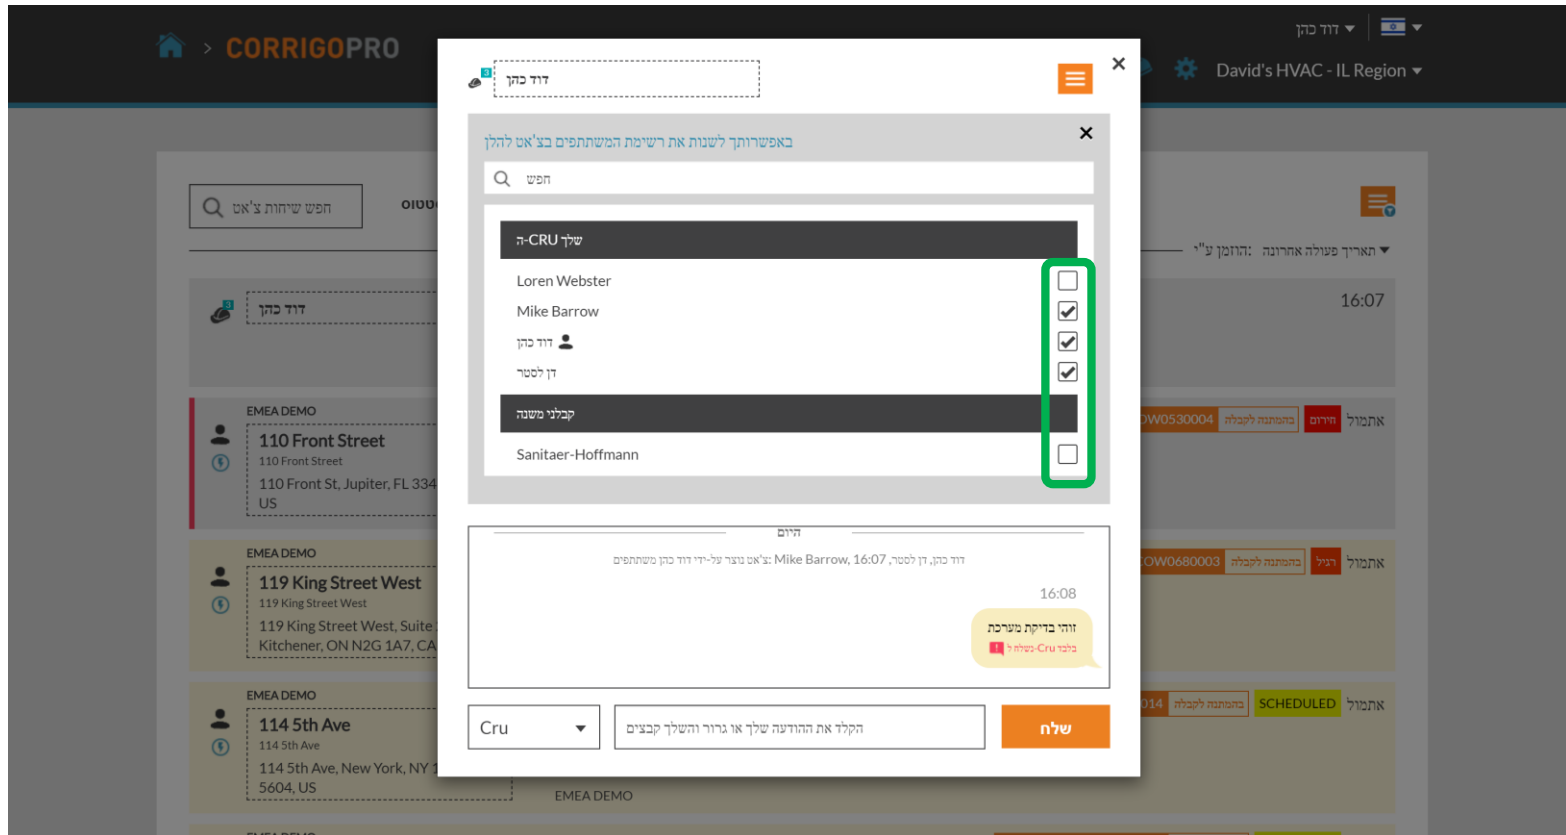 דוד כהן
CORRIGOPRO
David's HVAC - IL Region
3
דוד כהן
באפשרותך לשנות את רשימת המשתתפים בצ'אט להלן
חפש
שלך CRU-ה
Loren Webster
Mike Barrow
דוד כהן
דן לסטר
קבלני משנה
Sanitaer-Hoffmann
היום
דוד כהן, דן לסטר, Mike Barrow, 16:07 :צ'אט נוצר על-ידי דוד כהן משתתפים
16:08
זוהי בדיקת מערכת
בלבד Cru-נשלח ל
Cru
הקלד את ההודעה שלך או גרור והשלך קבצים
שלח
חפש שיחות צ'אט
תאריך פעולה אחרונה :הוזמן ע"י
3
דוד כהן
16:07
EMEA DEMO
110 Front Street
110 Front Street
110 Front St, Jupiter, FL 334
US
OW0530004 בהמתנה לקבלה חירום אתמול
EMEA DEMO
119 King Street West
119 King Street West
119 King Street West, Suite
Kitchener, ON N2G 1A7, CA
OW0680003 בהמתנה לקבלה רגיל אתמול
EMEA DEMO
114 5th Ave
114 5th Ave
114 5th Ave, New York, NY 1
5604, US
014 בהמתנה לקבלה SCHEDULED אתמול
EMEA DEMO